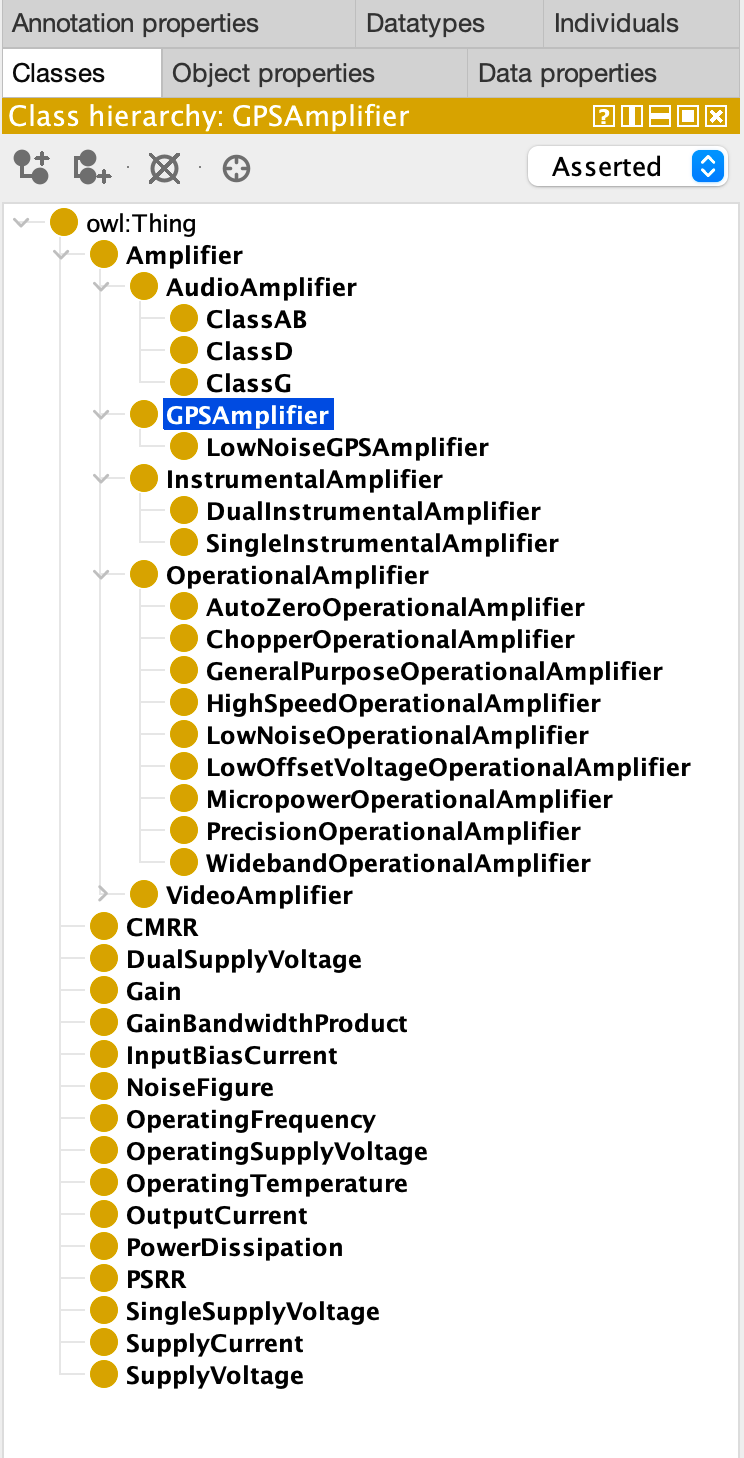 Annotation properties Datatypes Individuals
Classes Object properties Data properties
Class hierarchy: GPSAmplifier
Asserted
owl:Thing
Amplifier
AudioAmplifier
ClassAB
ClassD
ClassG
GPSAmplifier
LowNoiseGPSAmplifier
InstrumentalAmplifier
DualInstrumentalAmplifier
SingleInstrumentalAmplifier
OperationalAmplifier
AutoZeroOperationalAmplifier
ChopperOperationalAmplifier
GeneralPurposeOperationalAmplifier
HighSpeedOperationalAmplifier
LowNoiseOperationalAmplifier
LowOffsetVoltageOperationalAmplifier
MicropowerOperationalAmplifier
PrecisionOperationalAmplifier
WidebandOperationalAmplifier
VideoAmplifier
CMRR
DualSupplyVoltage
Gain
GainBandwidthProduct
InputBiasCurrent
NoiseFigure
OperatingFrequency
OperatingSupplyVoltage
OperatingTemperature
OutputCurrent
PowerDissipation
PSRR
SingleSupplyVoltage
SupplyCurrent
SupplyVoltage